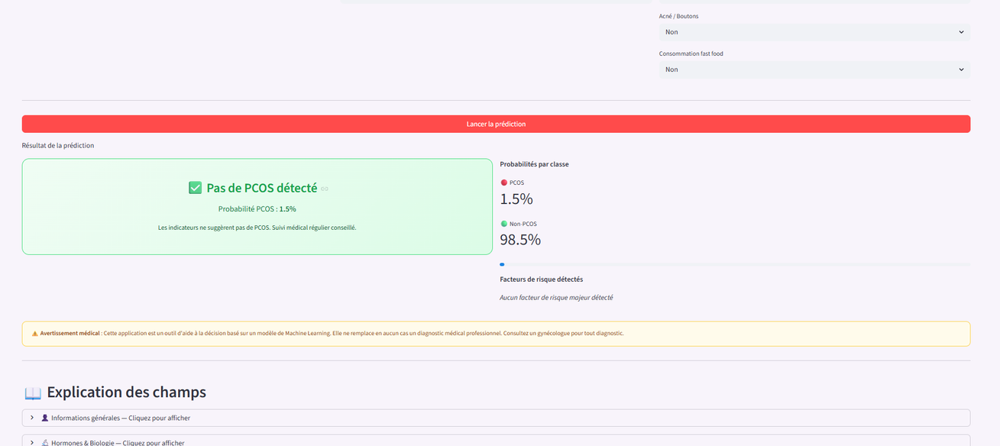 Acné / Boutons
Non
Consommation fast food
Non
Lancer la prédiction
Résultat de la prédiction
Pas de PCOS détecté
Probabilité PCOS : 1.5%
Les indicateurs ne suggèrent pas de PCOS. Suivi médical régulier conseillé.
Probabilités par classe
PCOS
1.5%
Non-PCOS
98.5%
Facteurs de risque détectés
Aucun facteur de risque majeur détecté
Avertissement médical : Cette application est un outil d'aide à la décision basé sur un modèle de Machine Learning. Elle ne remplace en aucun cas un diagnostic médical professionnel. Consultez un gynécologue pour tout diagnostic.
Explication des champs
Informations générales — Cliquez pour afficher
Hormones & Biologie — Cliquez pour afficher